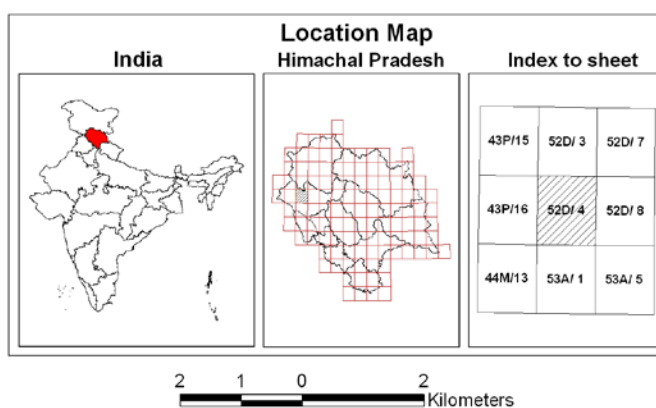 Location Map
India
Himachal Pradesh
Index to sheet
43P/15 52D/ 3 52D/ 7
43P/16 52D/ 4 52D/ 8
44M/13 53A/ 1 53A/ 5
2 1 0 2
Kilometers